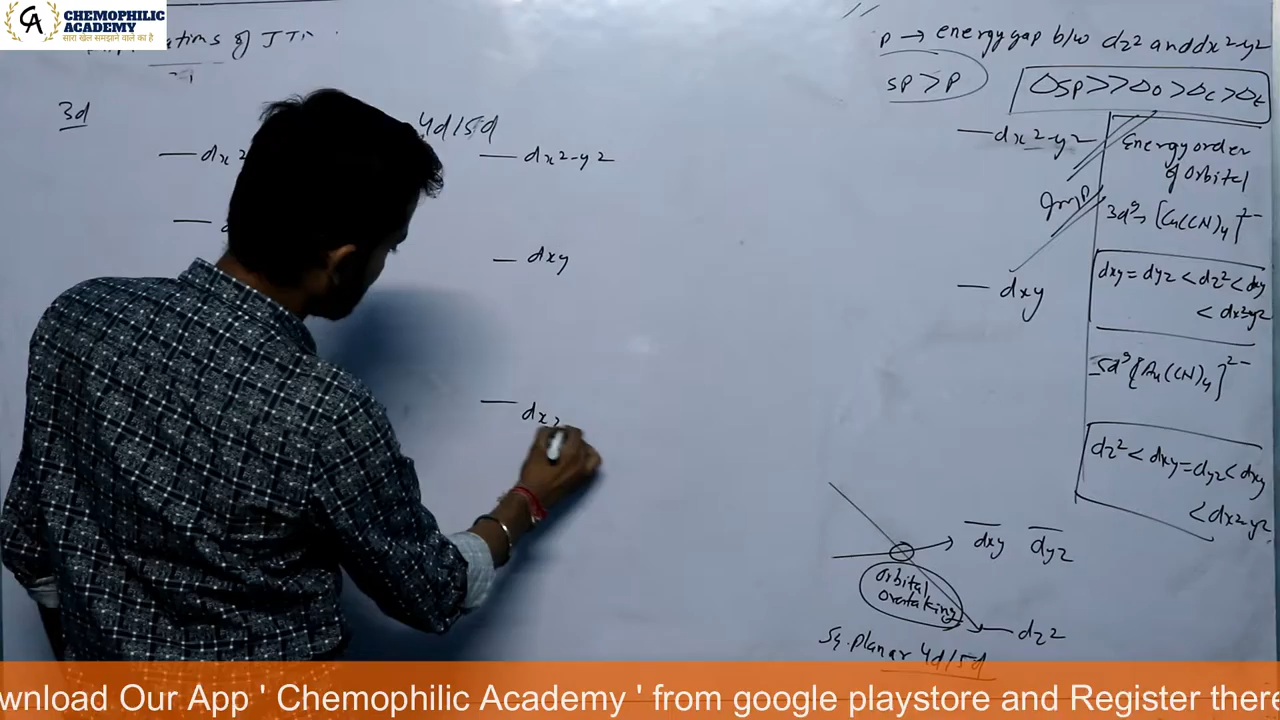 CA CHEMOPHILIC
ACADEMY
सारा खेल समझाने वाले का है
of JTD
3d
dx2
4d/5d
dx2-y2
dxy
dxz
P → energy gap b/w dz2 and dx2-y2
sp > p
Δsp >> Δo > Δc > Δt
dx2-y2
dxy
Energy order
of orbital
3d9 → [Cu(CN)4]2-
dxy = dyz < dz2 < dxy
< dx2-y2
5d9 [Au(CN)4]2-
dz2 < dxy = dyz < dxy
< dx2-y2
dxy dyz
orbital
overtaking
dz2
Sq. planar 4d/5d
wnload Our App ' Chemophilic Academy ' from google playstore and Register there